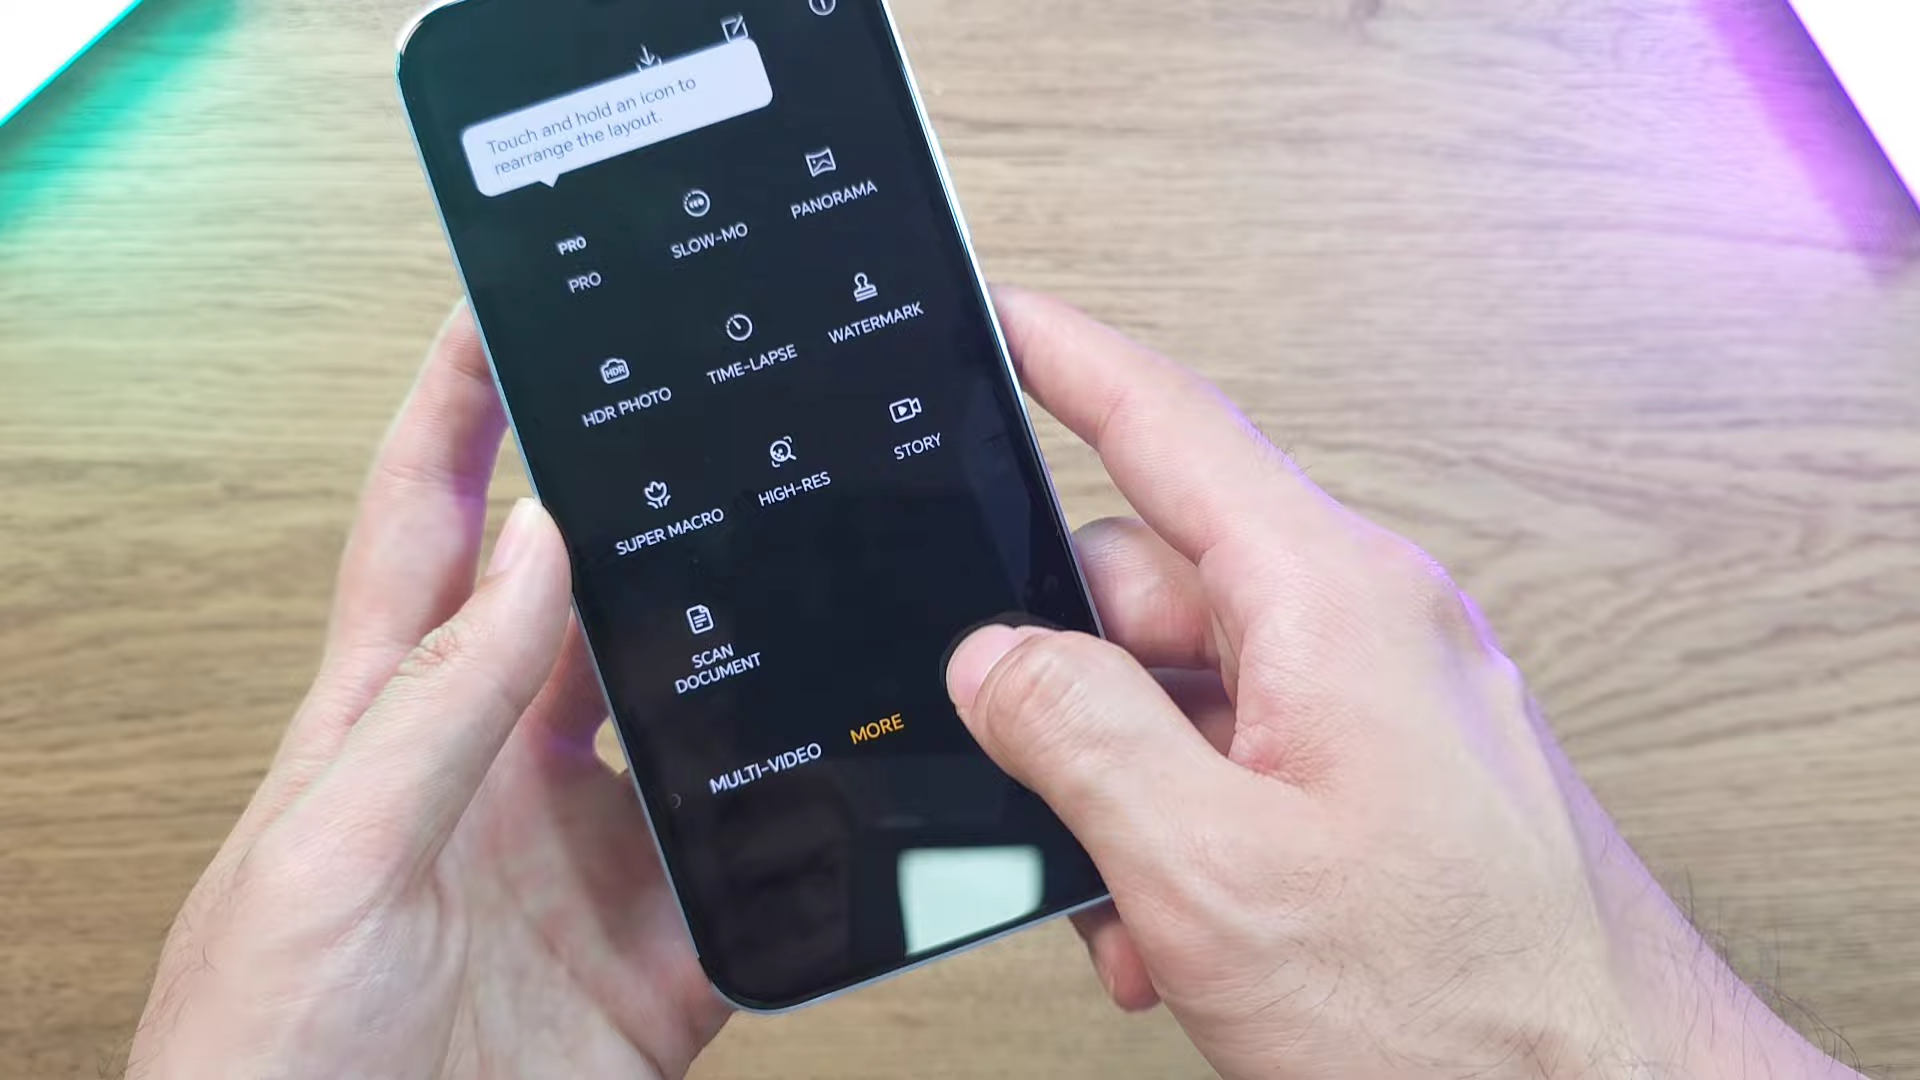 Touch and hold an icon to
rearrange the layout.
PRO
PRO
SLOW-MO
PANORAMA
HDR
HDR PHOTO
TIME-LAPSE
WATERMARK
SUPER MACRO
HIGH-RES
STORY
SCAN
DOCUMENT
MULTI-VIDEO
MORE